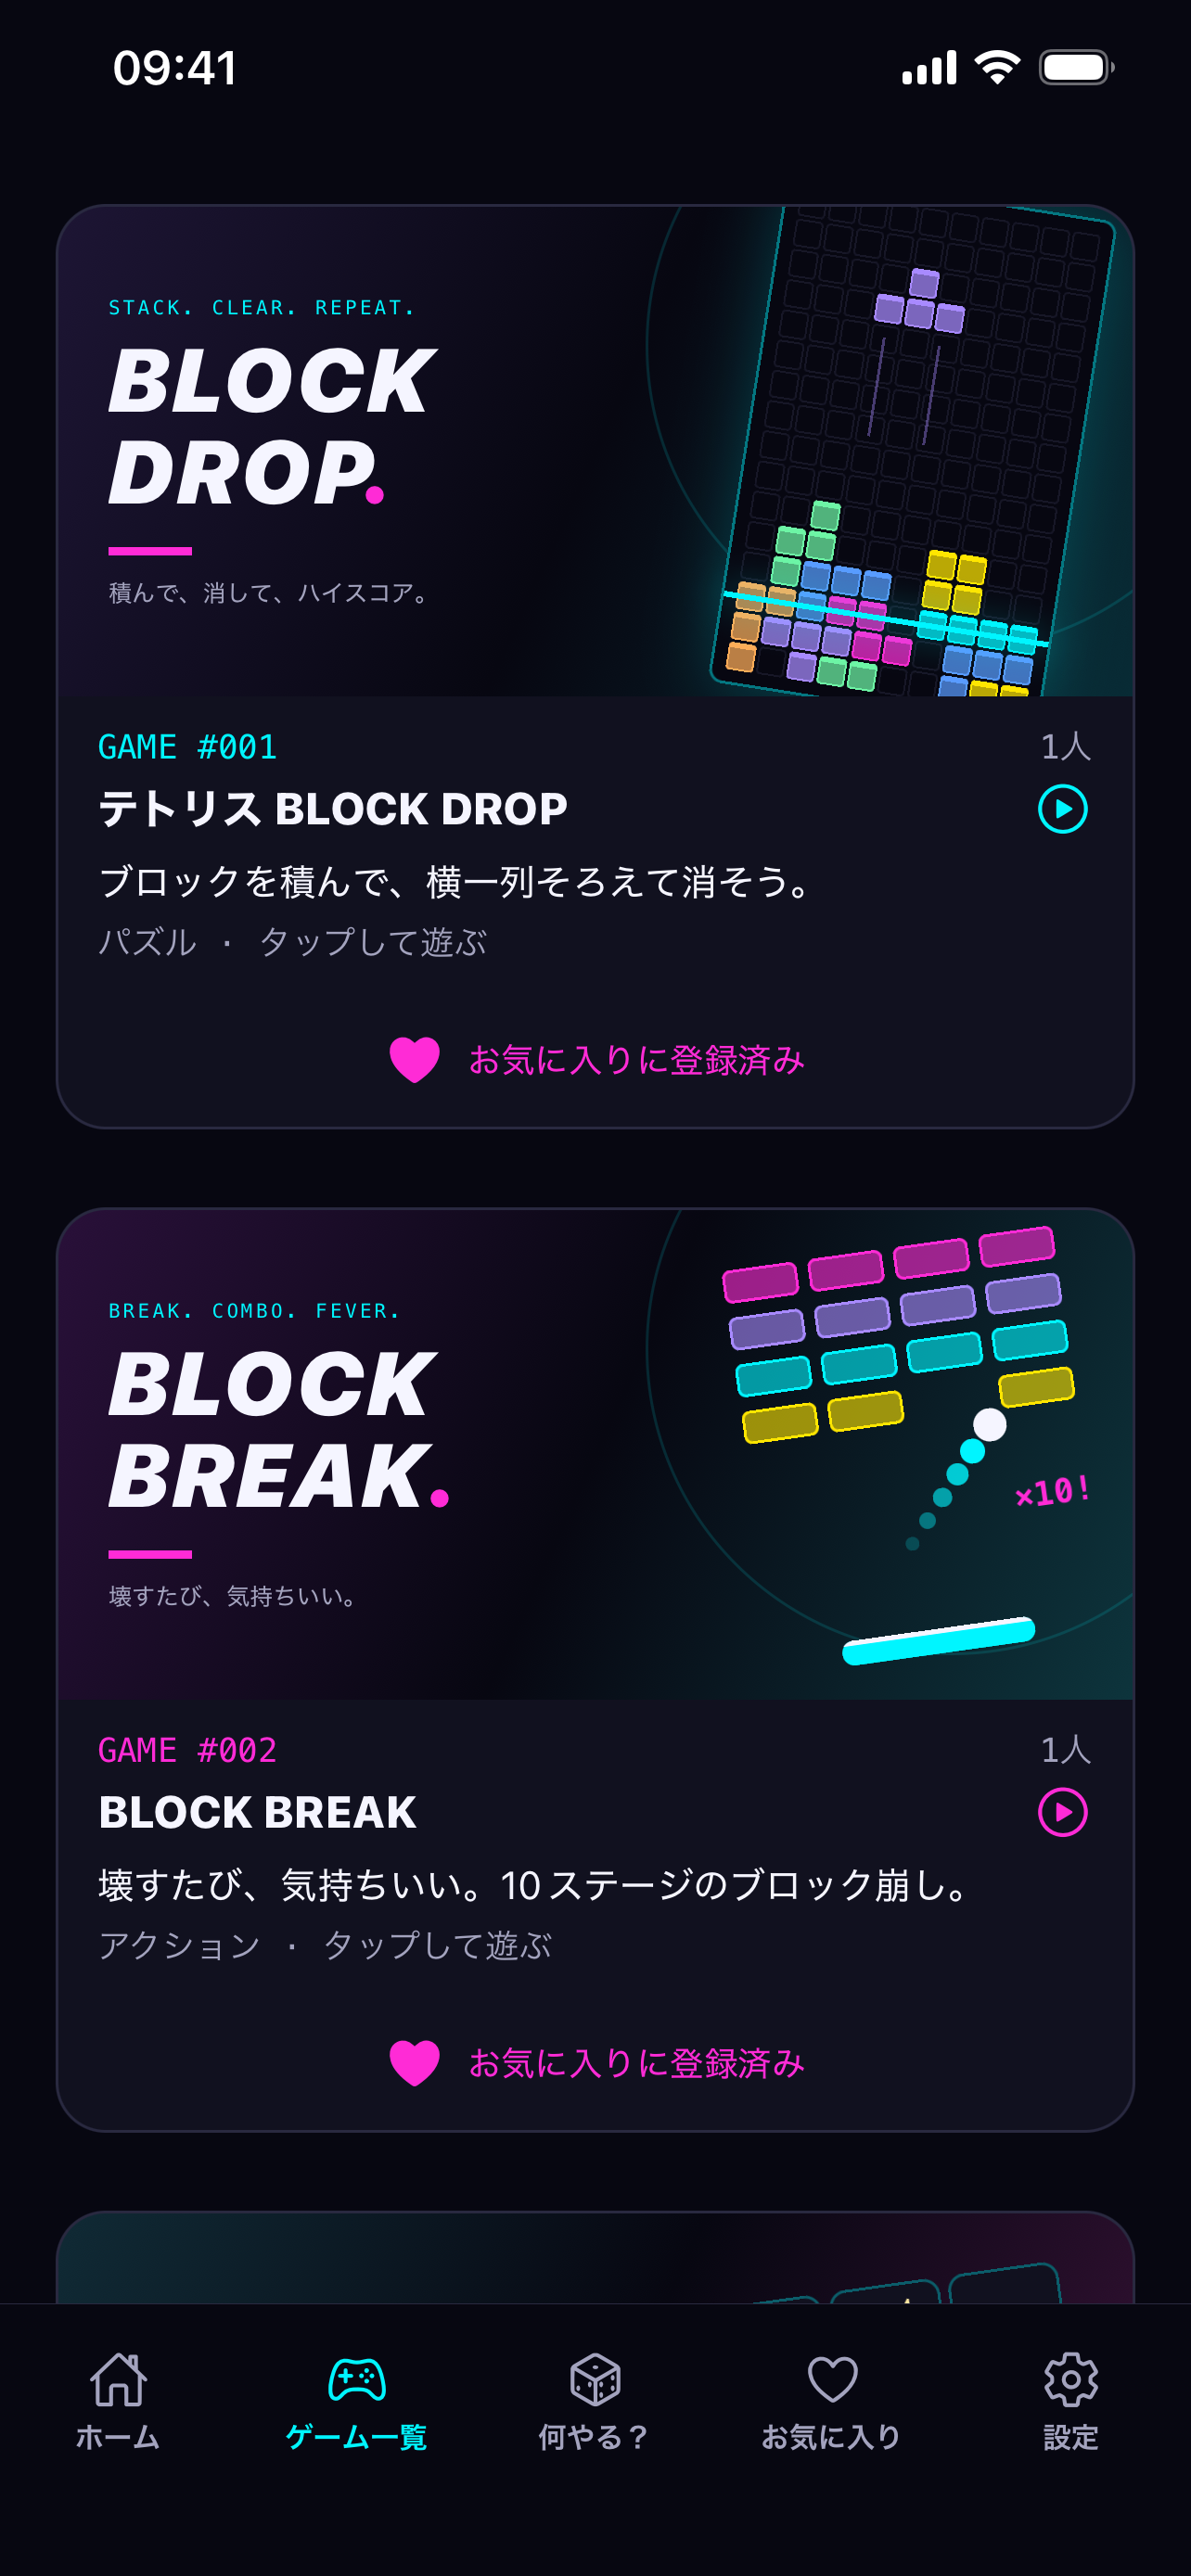 09:41
STACK. CLEAR. REPEAT.
BLOCK
DROP.
積んで、消して、ハイスコア。
GAME #001
1人
テトリス BLOCK DROP
ブロックを積んで、横一列そろえて消そう。
パズル · タップして遊ぶ
お気に入りに登録済み
BREAK. COMBO. FEVER.
BLOCK
BREAK.
×10!
壊すたび、気持ちいい。
GAME #002
1人
BLOCK BREAK
壊すたび、気持ちいい。10 ステージのブロック崩し。
アクション · タップして遊ぶ
お気に入りに登録済み
ホーム
ゲーム一覧
何やる？
お気に入り
設定